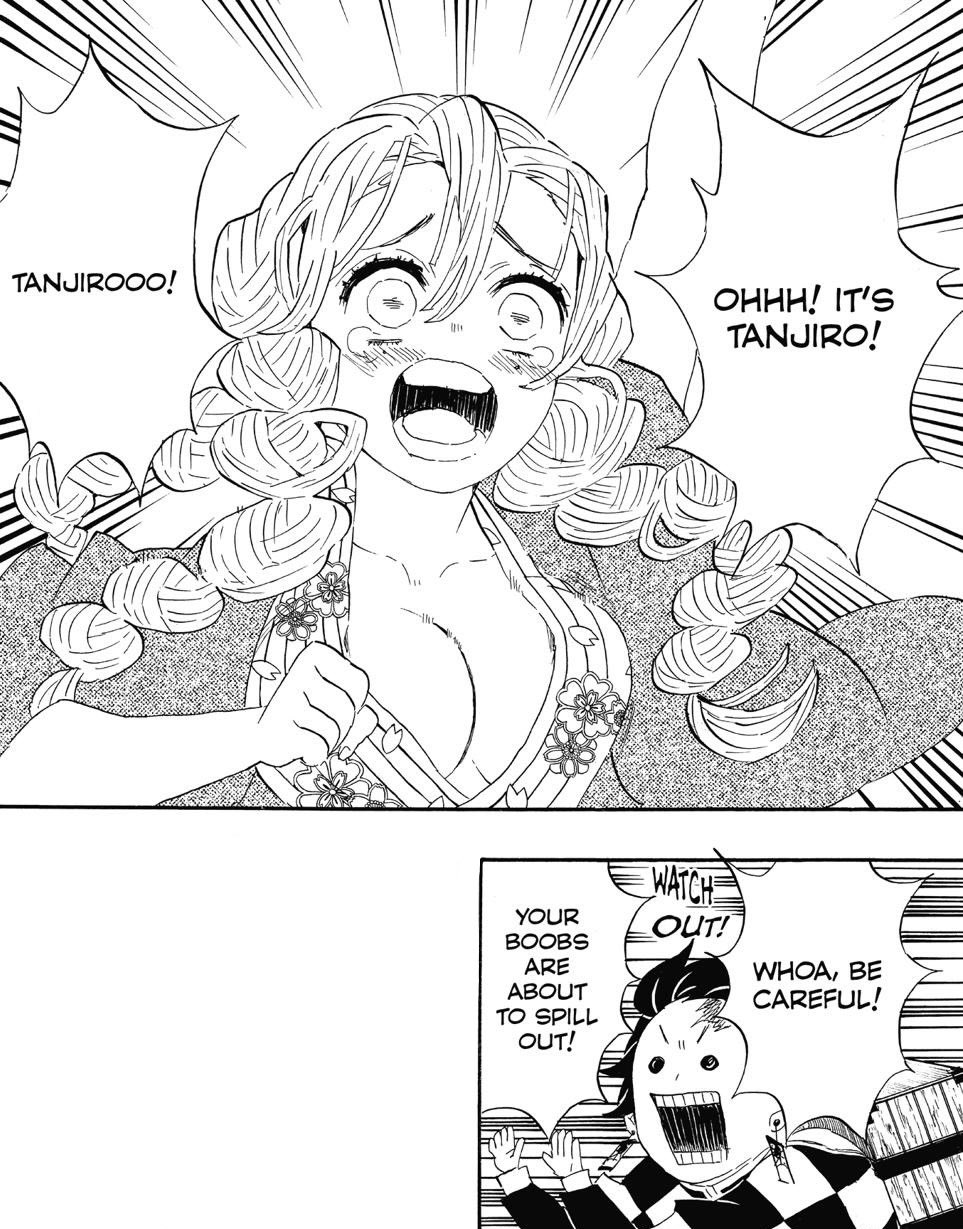 OHHH! IT'S
TANJIRO!
TANJIROOO!
WHOA, BE
CAREFUL!
WATCH
OUT!
YOUR
BOOBS
ARE
ABOUT
TO SPILL
OUT!